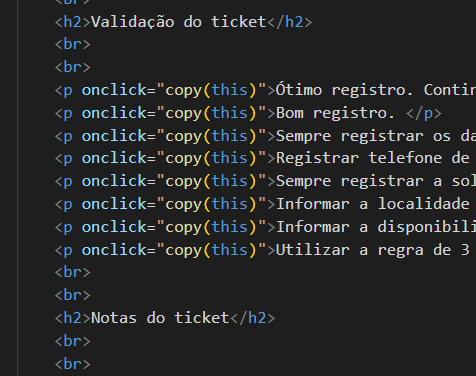 <br>
<h2>Validação do ticket</h2>
<br>
<br>
<p onclick="copy(this)">Ótimo registro. Contin
<p onclick="copy(this)">Bom registro. </p>
<p onclick="copy(this)">Sempre registrar os da
<p onclick="copy(this)">Registrar telefone de
<p onclick="copy(this)">Sempre registrar a sol
<p onclick="copy(this)">Informar a localidade
<p onclick="copy(this)">Informar a disponibili
<p onclick="copy(this)">Utilizar a regra de 3
<br>
<br>
<h2>Notas do ticket</h2>
<br>
<br>